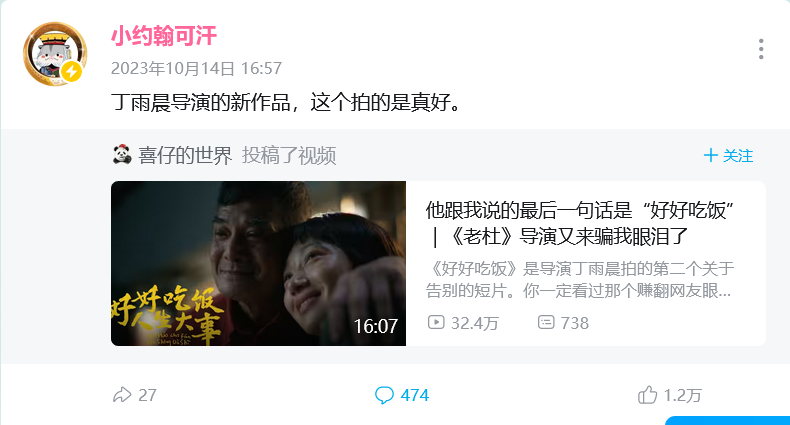 小约翰可汗
2023年10月14日 16:57
丁雨晨导演的新作品，这个拍的是真好。
喜仔的世界 投稿了视频
+ 关注
好好吃饭
人生大事
16:07
他跟我说的最后一句话是“好好吃饭”
｜《老杜》导演又来骗我眼泪了
《好好吃饭》是导演丁雨晨拍的第二个关于
告别的短片。你一定看过那个赚翻网友眼...
32.4万 738
27 474 1.2万